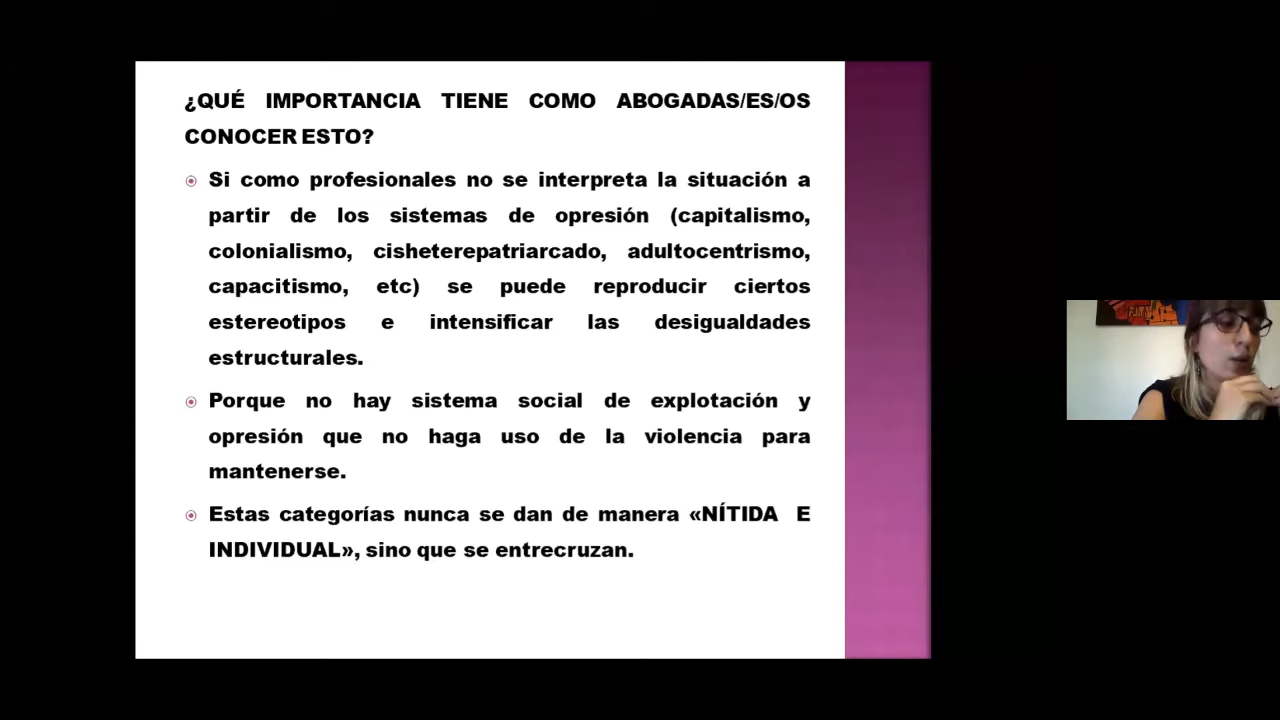 ¿QUÉ IMPORTANCIA TIENE COMO ABOGADAS/ES/OS
CONOCER ESTO?
Si como profesionales no se interpreta la situación a
partir de los sistemas de opresión (capitalismo,
colonialismo, cisheterepatriarcado, adultocentrismo,
capacitismo, etc) se puede reproducir ciertos
estereotipos e intensificar las desigualdades
estructurales.
Porque no hay sistema social de explotación y
opresión que no haga uso de la violencia para
mantenerse.
Estas categorías nunca se dan de manera «NÍTIDA E
INDIVIDUAL», sino que se entrecruzan.